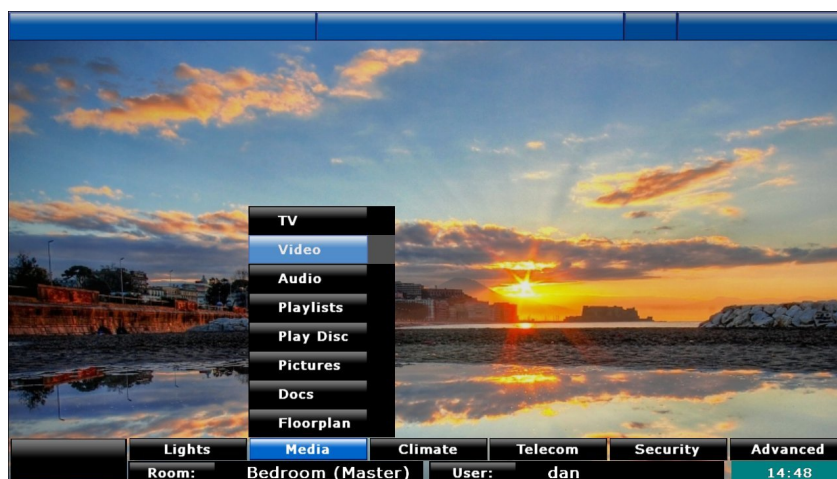 TV
Video
Audio
Playlists
Play Disc
Pictures
Docs
Floorplan
Lights Media Climate Telecom Security Advanced
Room: Bedroom (Master) User: dan 14:48